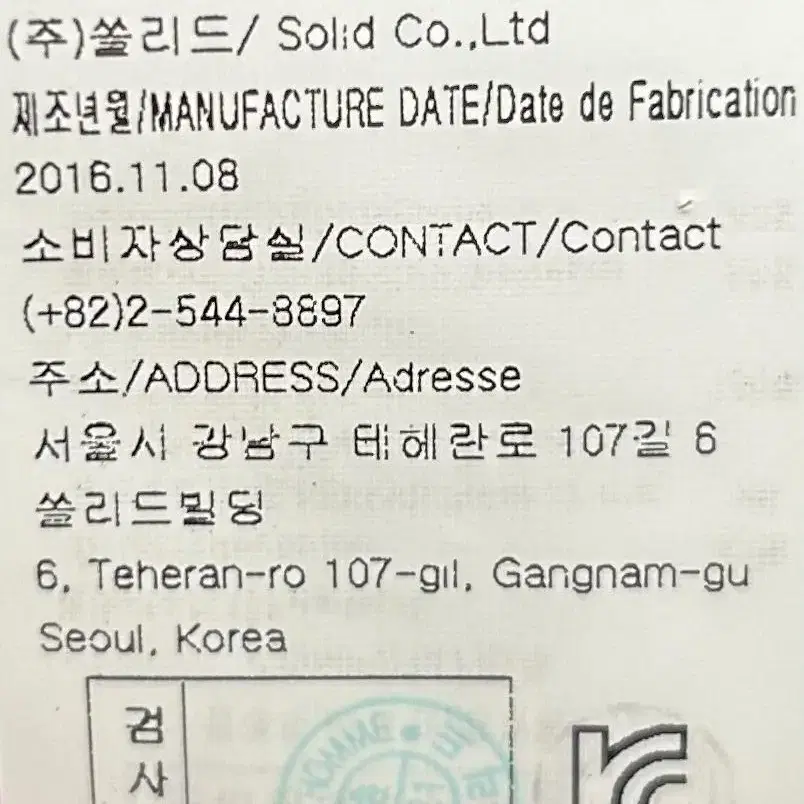 (주)쏠리드/ Solid Co.,Ltd
제조년월/MANUFACTURE DATE/Date de Fabrication
2016.11.08
소비자상담실/CONTACT/Contact
(+82)2-544-8897
주소/ADDRESS/Adresse
서울시 강남구 테헤란로 107길 6
쏠리드빌딩
6, Teheran-ro 107-gil, Gangnam-gu
Seoul, Korea
검
사
HOMME